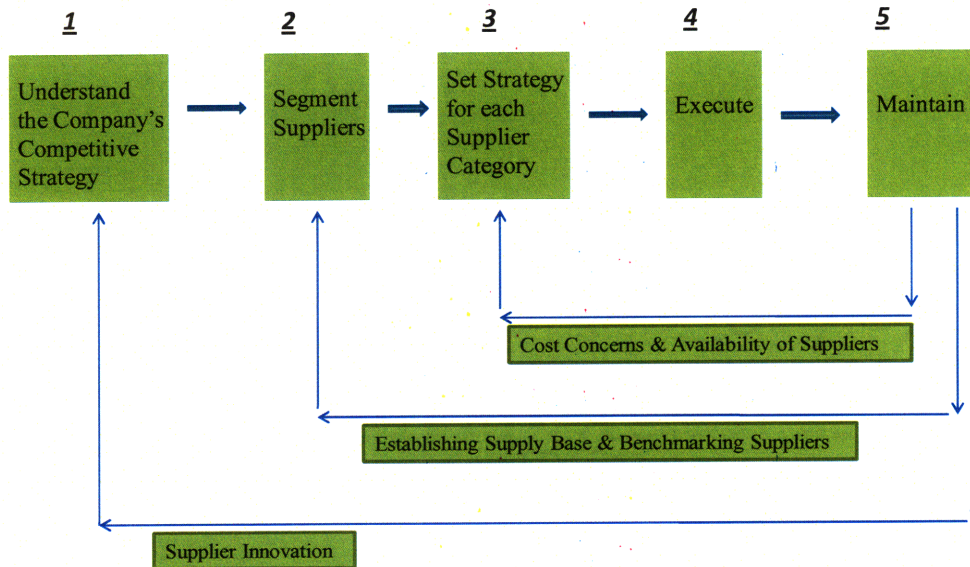 1
2
3
4
5
Understand
the Company's
Competitive
Strategy
Segment
Suppliers
Set Strategy
for each
Supplier
Category
Execute
Maintain
Cost Concerns & Availability of Suppliers
Establishing Supply Base & Benchmarking Suppliers
Supplier Innovation